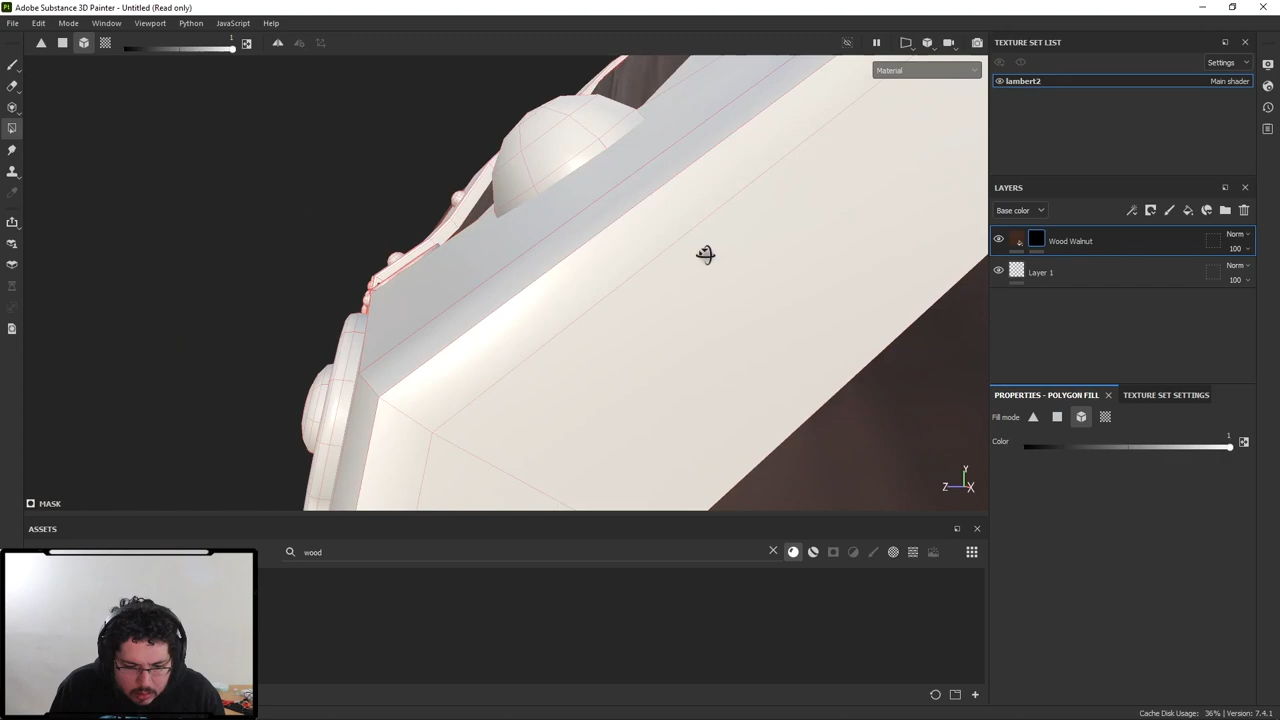 Adobe Substance 3D Painter - Untitled (Read only)
File Edit Mode Window Viewport Python JavaScript Help
1
Material
MASK
Y
Z X
ASSETS
wood
TEXTURE SET LIST
Settings
lambert2 Main shader
LAYERS
Base color
Wood Walnut Norm
100
Layer 1 Norm
100
PROPERTIES - POLYGON FILL TEXTURE SET SETTINGS
Fill mode
Color 1
Cache Disk Usage: 36% | Version: 7.4.1